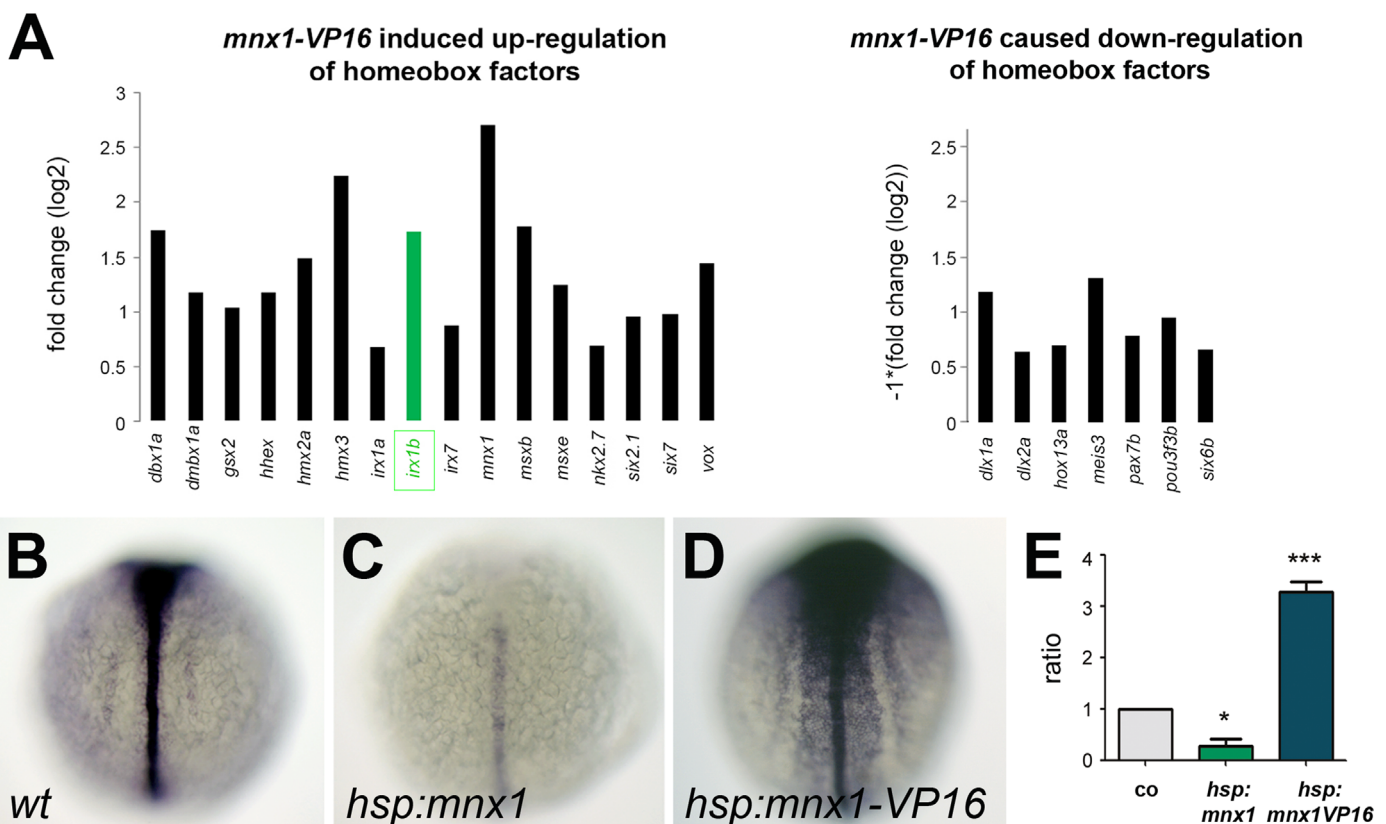 A
mnx1-VP16 induced up-regulation
of homeobox factors
fold change (log2)
3
2.5
2
1.5
1
0.5
0
dbx1a
dmbx1a
gsx2
hhex
hmx2a
hmx3
irx1a
irx1b
irx7
mnx1
msxb
msxe
nkx2.7
six2.1
six7
vox
mnx1-VP16 caused down-regulation
of homeobox factors
-1*(fold change (log2))
2.5
2
1.5
1
0.5
0
dlx1a
dlx2a
hox13a
meis3
pax7b
pou3f3b
six6b
B
wt
C
hsp:mnx1
D
hsp:mnx1-VP16
E
ratio
4
3
2
1
0
*
***
co
hsp:
mnx1
hsp:
mnx1VP16